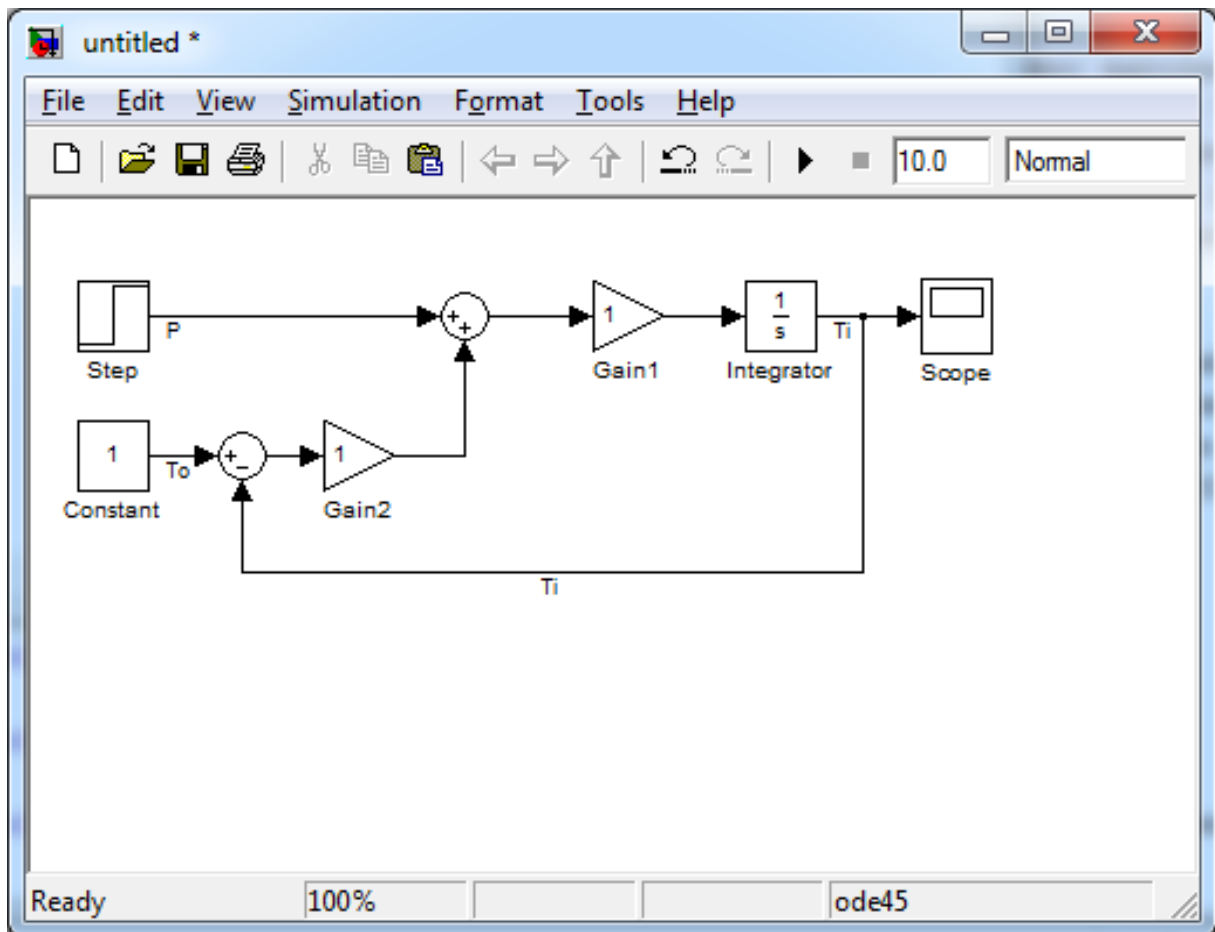 untitled *
File Edit View Simulation Format Tools Help
10.0 Normal
P
+ +
1
1
s
Ti
Step
Gain1
Integrator
Scope
1
To
+ −
1
Constant
Gain2
Ti
Ready 100% ode45